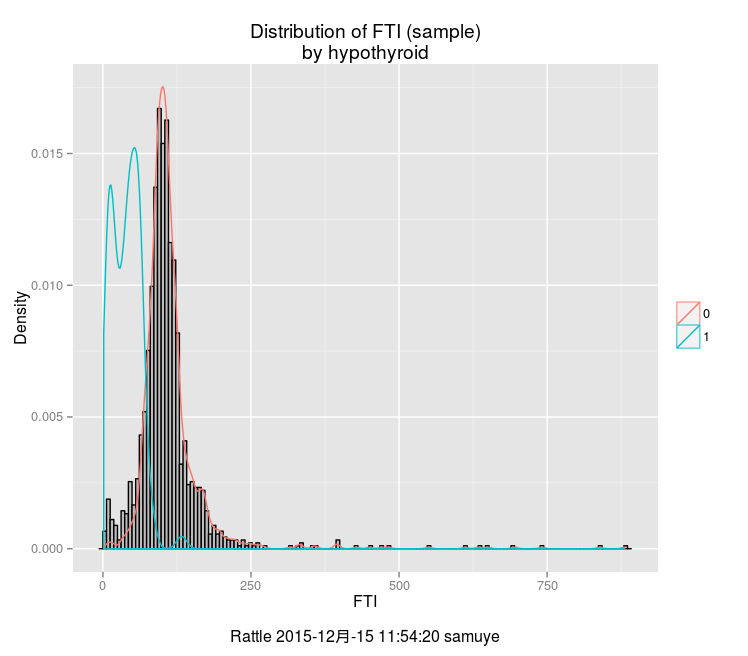 Distribution of FTI (sample)
by hypothyroid
Density
0.015
0.010
0.005
0.000
0
250
500
750
FTI
0
1
Rattle 2015-12月-15 11:54:20 samuye